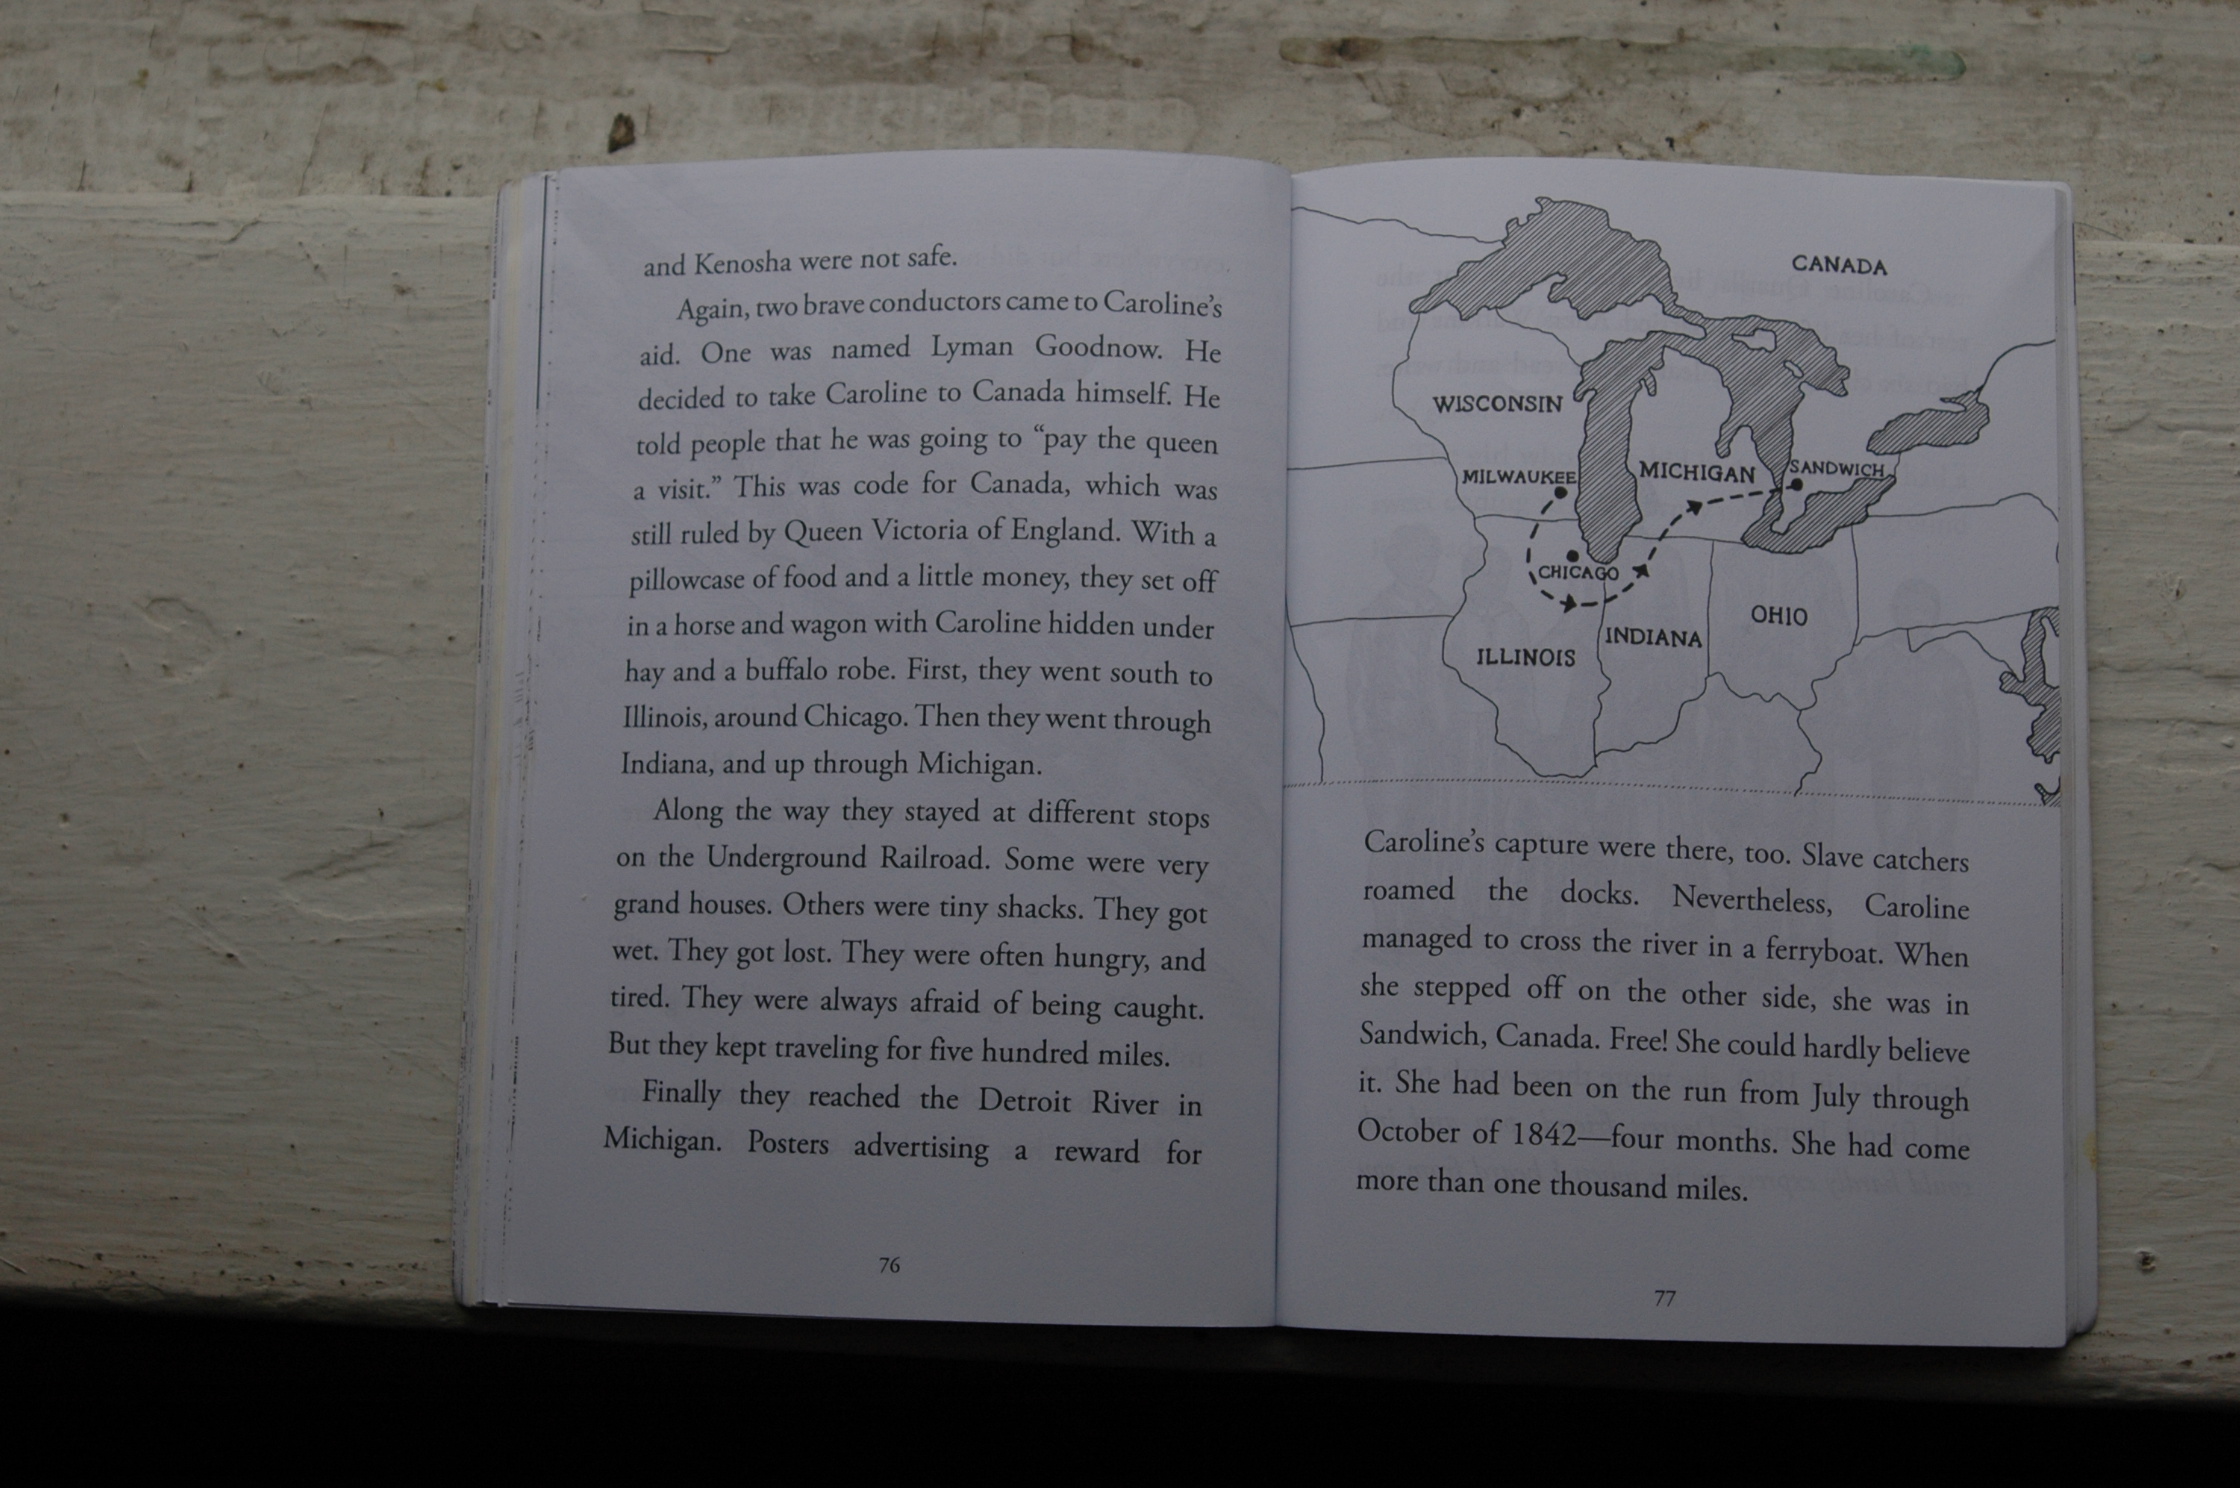 and Kenosha were not safe.
Again, two brave conductors came to Caroline's
aid. One was named Lyman Goodnow. He
decided to take Caroline to Canada himself. He
told people that he was going to “pay the queen
a visit.” This was code for Canada, which was
still ruled by Queen Victoria of England. With a
pillowcase of food and a little money, they set off
in a horse and wagon with Caroline hidden under
hay and a buffalo robe. First, they went south to
Illinois, around Chicago. Then they went through
Indiana, and up through Michigan.
Along the way they stayed at different stops
on the Underground Railroad. Some were very
grand houses. Others were tiny shacks. They got
wet. They got lost. They were often hungry, and
tired. They were always afraid of being caught.
But they kept traveling for five hundred miles.
Finally they reached the Detroit River in
Michigan. Posters advertising a reward for
76
CANADA
WISCONSIN
MILWAUKEE
MICHIGAN
SANDWICH
CHICAGO
OHIO
INDIANA
ILLINOIS
Caroline's capture were there, too. Slave catchers
roamed the docks. Nevertheless, Caroline
managed to cross the river in a ferryboat. When
she stepped off on the other side, she was in
Sandwich, Canada. Free! She could hardly believe
it. She had been on the run from July through
October of 1842—four months. She had come
more than one thousand miles.
77